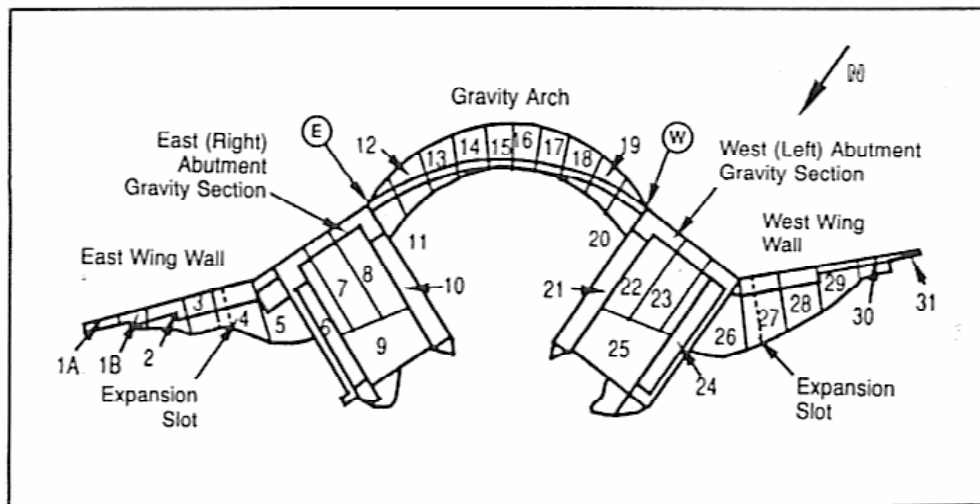 N
Gravity Arch
E
W
East (Right)
Abutment
Gravity Section
West (Left) Abutment
Gravity Section
East Wing Wall
West Wing
Wall
12
13
14
15
16
17
18
19
11
20
10
21
7
8
22
23
3
4
5
6
9
25
26
27
28
29
30
31
24
1A
1B
2
Expansion
Slot
Expansion
Slot